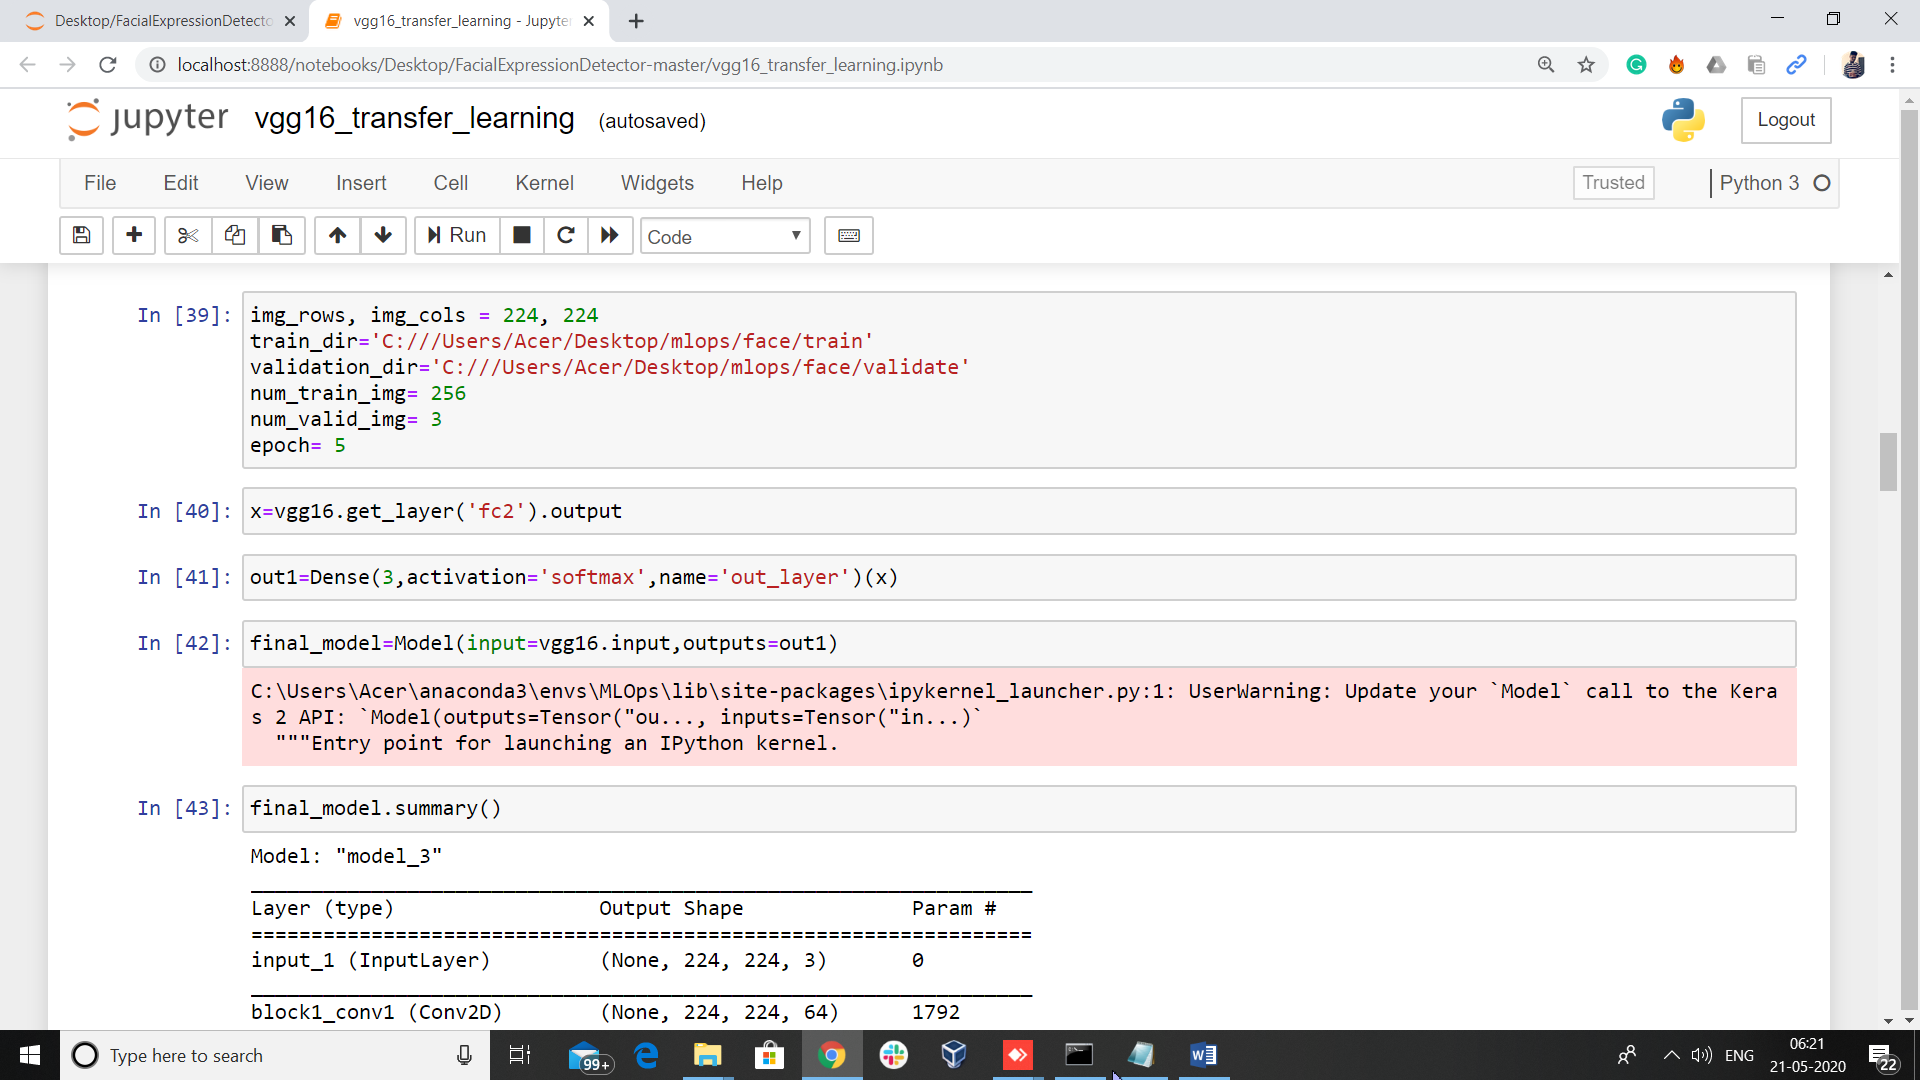 Desktop/FacialExpressionDetecto
vgg16_transfer_learning - Jupyte
localhost:8888/notebooks/Desktop/FacialExpressionDetector-master/vgg16_transfer_learning.ipynb
jupyter vgg16_transfer_learning (autosaved)
Logout
File Edit View Insert Cell Kernel Widgets Help
Trusted
Python 3
Run
Code
In [39]: img_rows, img_cols = 224, 224
train_dir='C:///Users/Acer/Desktop/mlops/face/train'
validation_dir='C:///Users/Acer/Desktop/mlops/face/validate'
num_train_img= 256
num_valid_img= 3
epoch= 5
In [40]: x=vgg16.get_layer('fc2').output
In [41]: out1=Dense(3,activation='softmax',name='out_layer')(x)
In [42]: final_model=Model(input=vgg16.input,outputs=out1)
C:\Users\Acer\anaconda3\envs\MLOps\lib\site-packages\ipykernel_launcher.py:1: UserWarning: Update your `Model` call to the Kera
s 2 API: `Model(outputs=Tensor("ou..., inputs=Tensor("in...)`
"""Entry point for launching an IPython kernel.
In [43]: final_model.summary()
Model: "model_3"
_________________________________________________________________
Layer (type) Output Shape Param #
=================================================================
input_1 (InputLayer) (None, 224, 224, 3) 0
_________________________________________________________________
block1_conv1 (Conv2D) (None, 224, 224, 64) 1792
Type here to search
99+
ENG
06:21
21-05-2020
22